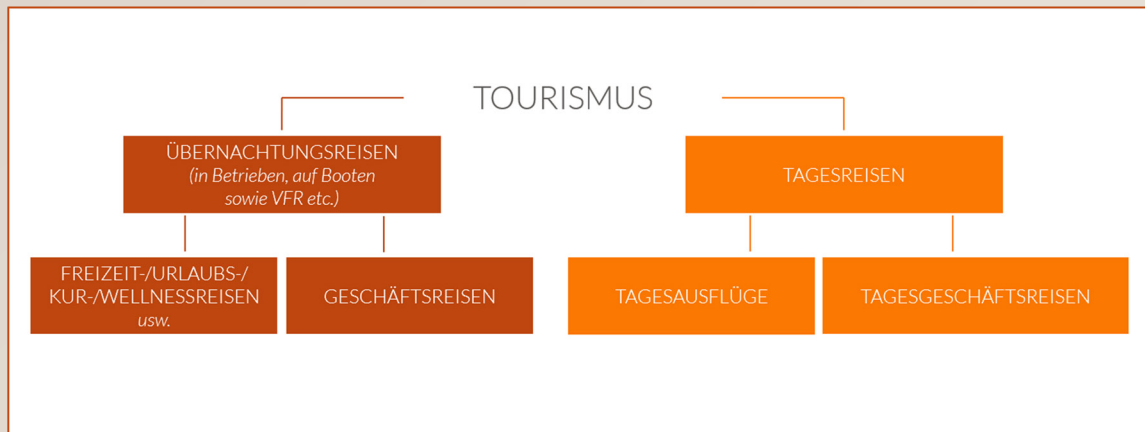 TOURISMUS
ÜBERNACHTUNGSREISEN
(in Betrieben, auf Booten
sowie VFR etc.)
TAGESREISEN
FREIZEIT-/URLAUBS-/
KUR-/WELLNESSREISEN
usw.
GESCHÄFTSREISEN
TAGESAUSFLÜGE
TAGESGESCHÄFTSREISEN